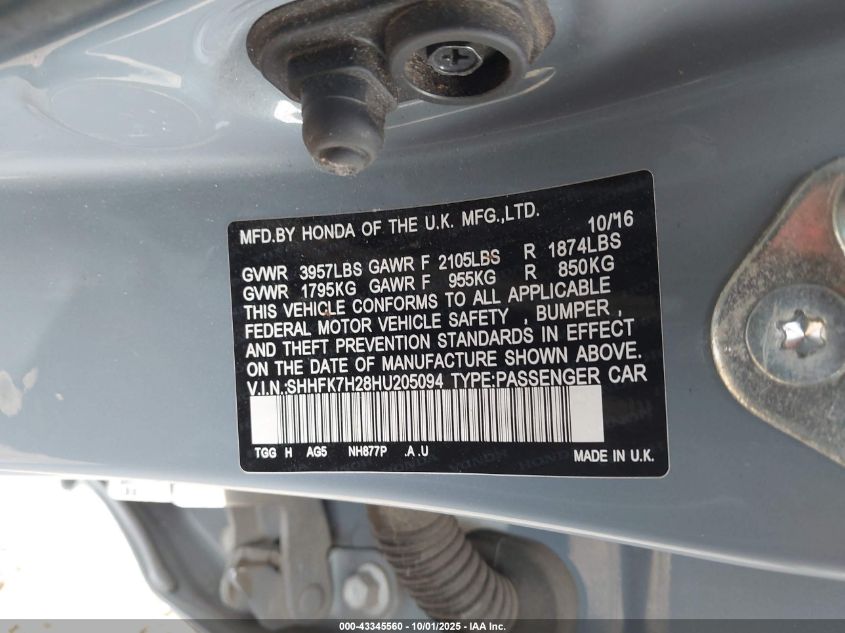 MFD.BY HONDA OF THE U.K. MFG.,LTD. 10/16
GVWR 3957LBS GAWR F 2105LBS R 1874LBS
GVWR 1795KG GAWR F 955KG R 850KG
THIS VEHICLE CONFORMS TO ALL APPLICABLE
FEDERAL MOTOR VEHICLE SAFETY , BUMPER ,
AND THEFT PREVENTION STANDARDS IN EFFECT
ON THE DATE OF MANUFACTURE SHOWN ABOVE.
V.I.N.:SHHFK7H28HU205094 TYPE:PASSENGER CAR
TGG H AG5 NH877P .A .U MADE IN U.K.
000-43345560 - 10/01/2025 - IAA Inc.